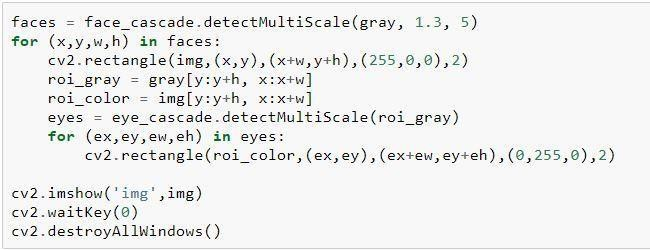 faces = face_cascade.detectMultiScale(gray, 1.3, 5)
for (x,y,w,h) in faces:
    cv2.rectangle(img,(x,y),(x+w,y+h),(255,0,0),2)
    roi_gray = gray[y:y+h, x:x+w]
    roi_color = img[y:y+h, x:x+w]
    eyes = eye_cascade.detectMultiScale(roi_gray)
    for (ex,ey,ew,eh) in eyes:
        cv2.rectangle(roi_color,(ex,ey),(ex+ew,ey+eh),(0,255,0),2)

cv2.imshow('img',img)
cv2.waitKey(0)
cv2.destroyAllWindows()